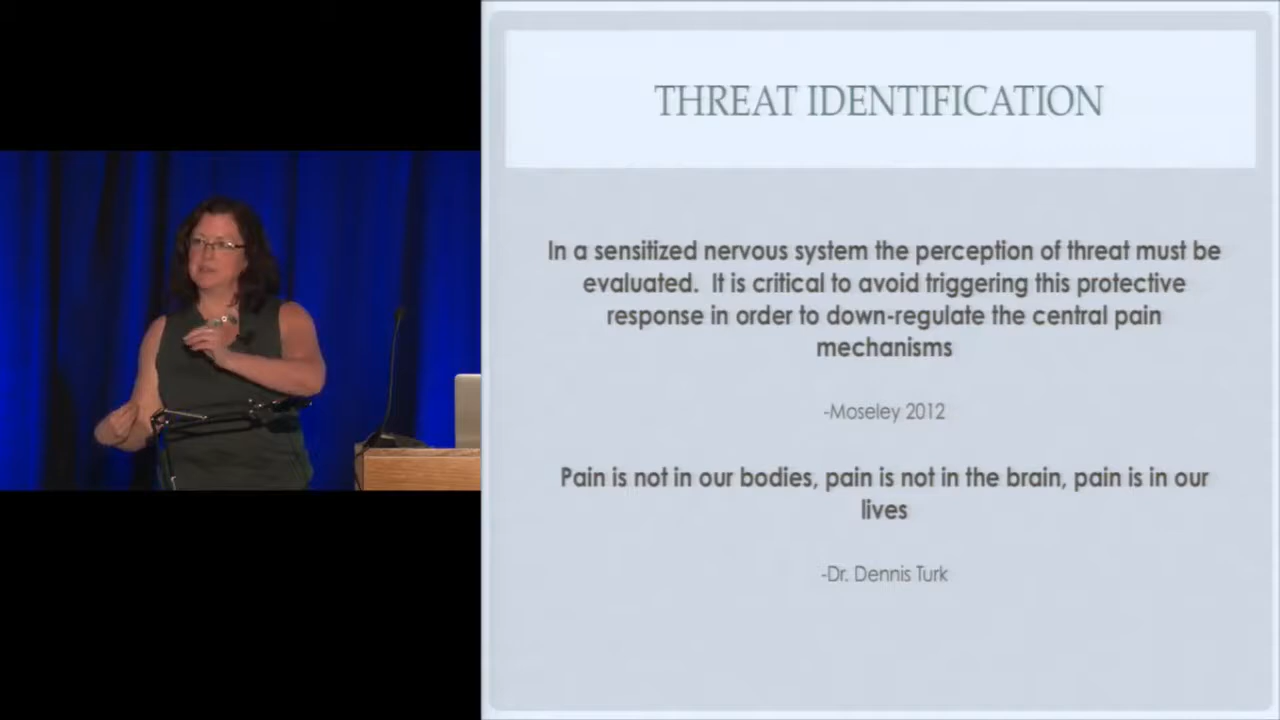 THREAT IDENTIFICATION
In a sensitized nervous system the perception of threat must be
evaluated.  It is critical to avoid triggering this protective
response in order to down-regulate the central pain
mechanisms
-Moseley 2012
Pain is not in our bodies, pain is not in the brain, pain is in our
lives
-Dr. Dennis Turk